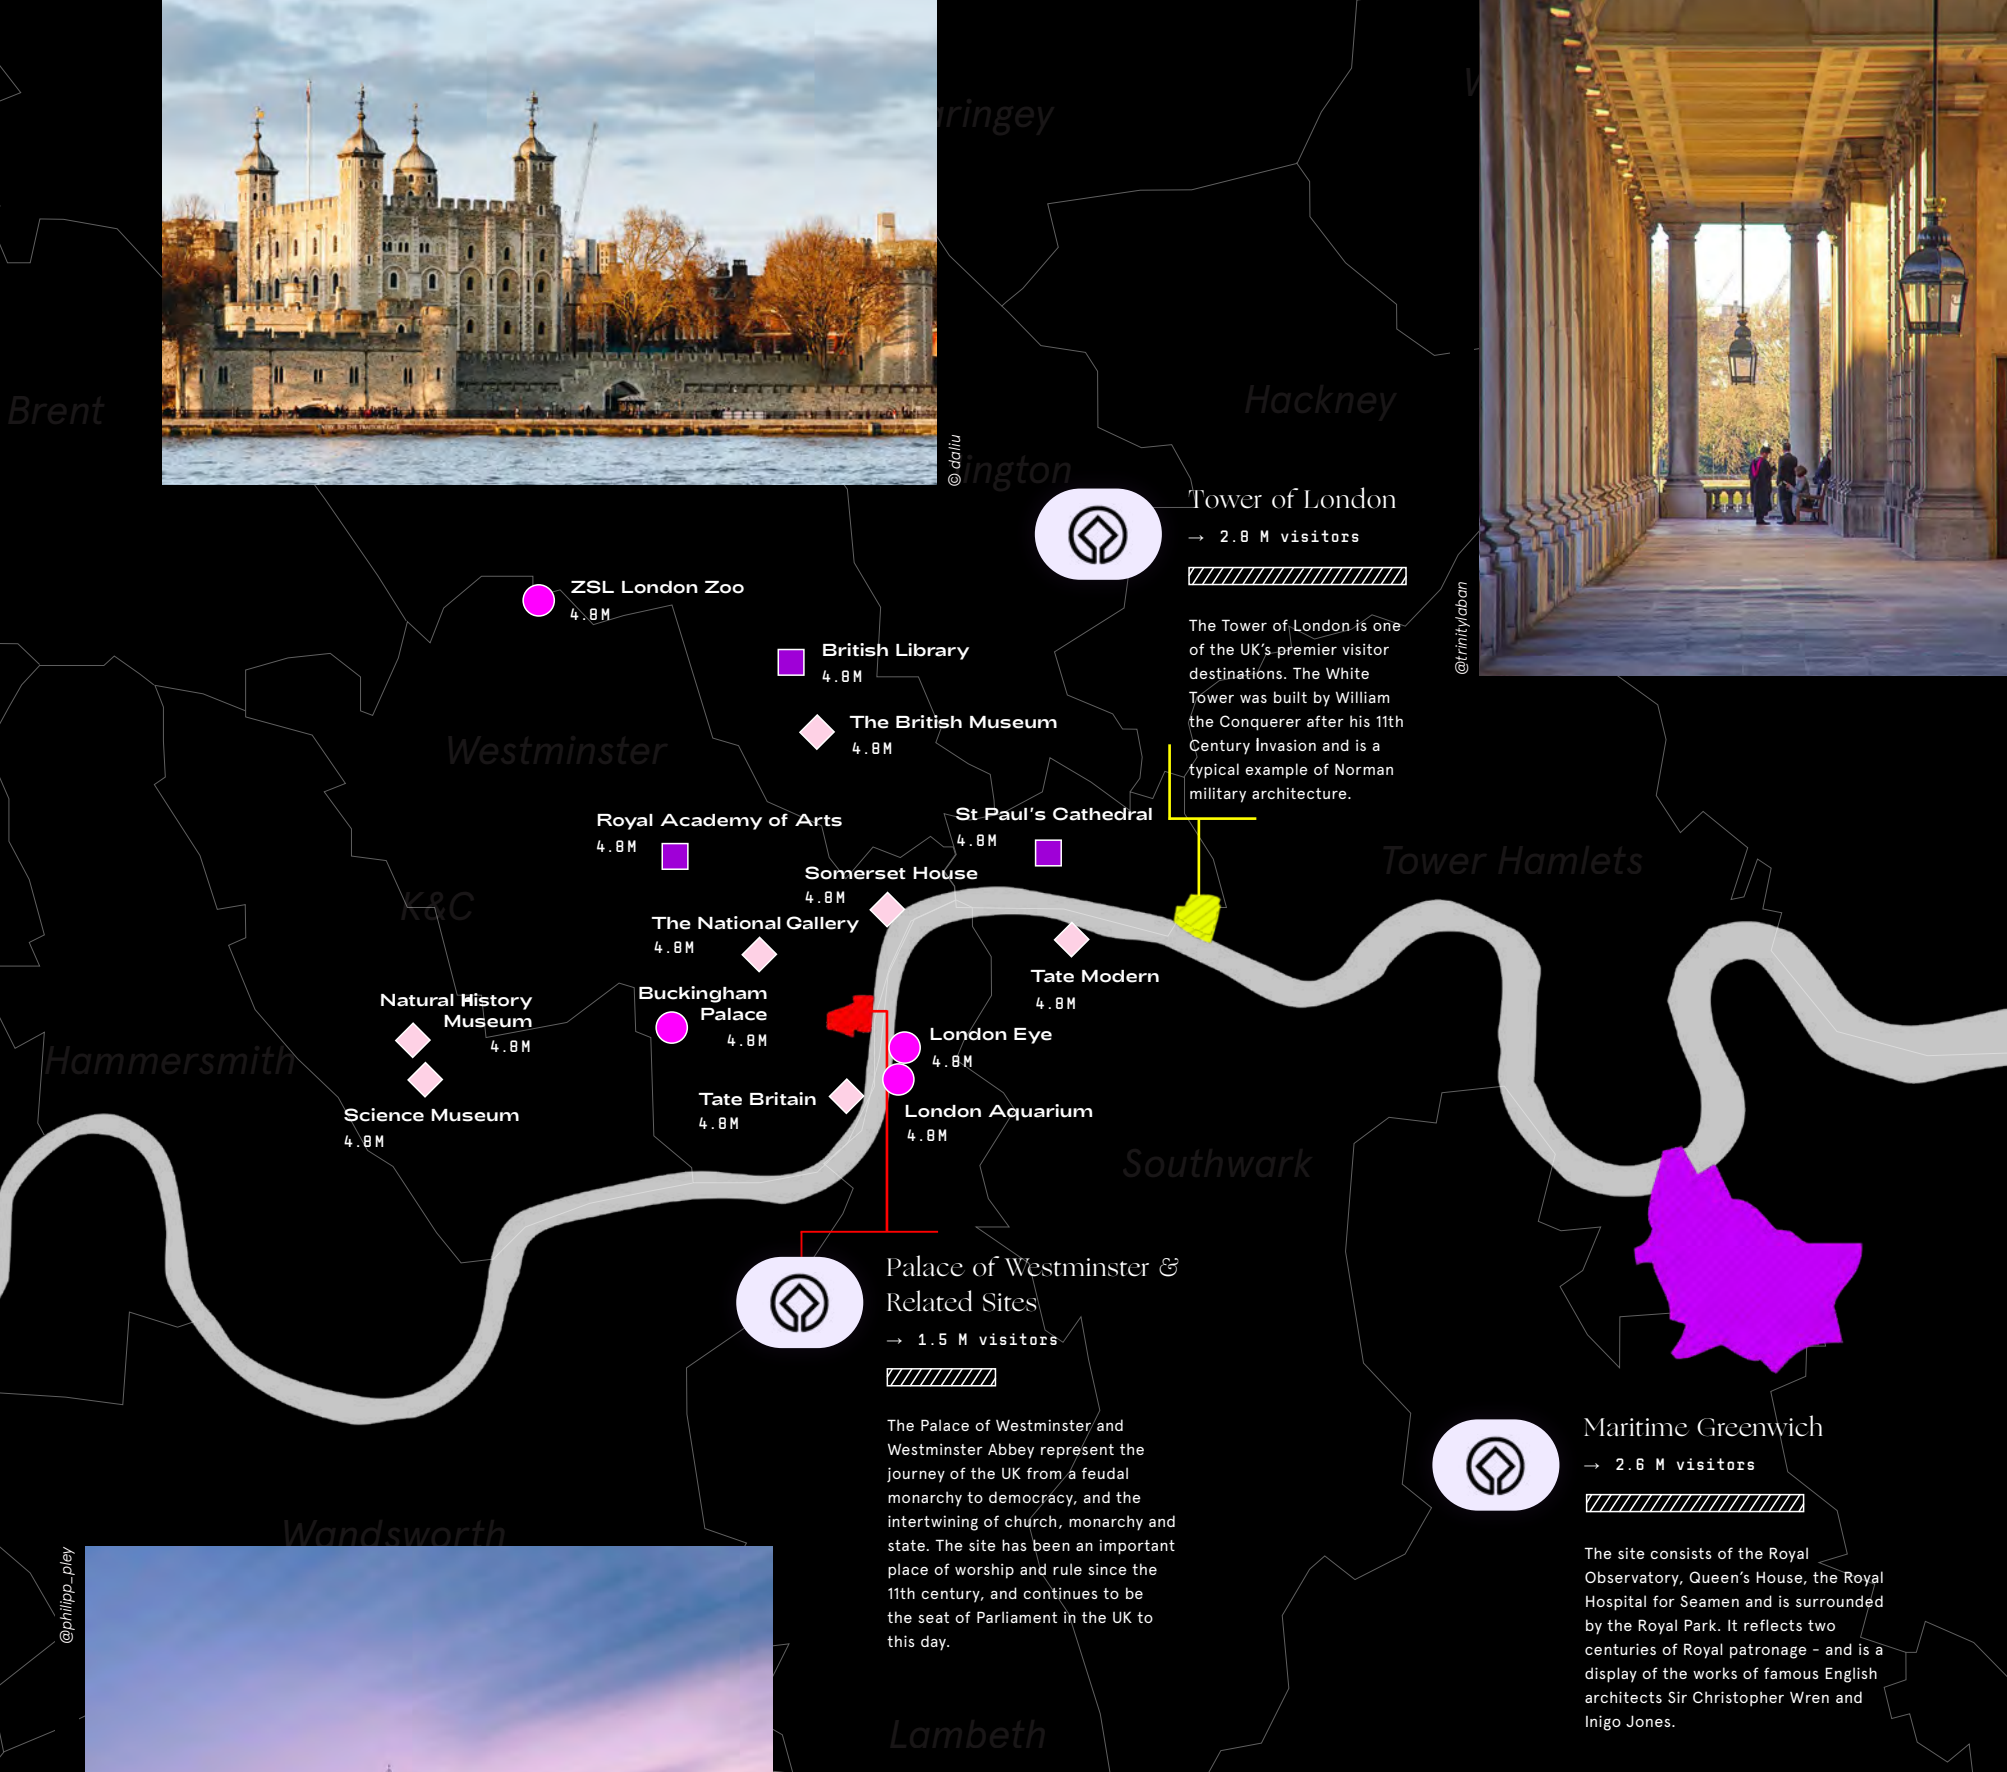 Brent
Hackney
© daliu
Tower of London
→ 2.8 M visitors
@trinitylaban
The Tower of London is one
of the UK's premier visitor
destinations. The White
Tower was built by William
the Conquerer after his 11th
Century Invasion and is a
typical example of Norman
military architecture.
ZSL London Zoo
4.8M
British Library
4.8M
The British Museum
4.8M
Westminster
Royal Academy of Arts
4.8M
St Paul's Cathedral
4.8M
Somerset House
4.8M
Tower Hamlets
K&C
The National Gallery
4.8M
Tate Modern
4.8M
Natural History
Museum
4.8M
Buckingham
Palace
4.8M
London Eye
4.8M
Hammersmith
Science Museum
4.8M
Tate Britain
4.8M
London Aquarium
4.8M
Southwark
Palace of Westminster &
Related Sites
→ 1.5 M visitors
The Palace of Westminster and
Westminster Abbey represent the
journey of the UK from a feudal
monarchy to democracy, and the
intertwining of church, monarchy and
state. The site has been an important
place of worship and rule since the
11th century, and continues to be
the seat of Parliament in the UK to
this day.
Maritime Greenwich
→ 2.6 M visitors
The site consists of the Royal
Observatory, Queen's House, the Royal
Hospital for Seamen and is surrounded
by the Royal Park. It reflects two
centuries of Royal patronage - and is a
display of the works of famous English
architects Sir Christopher Wren and
Inigo Jones.
Wandsworth
@philipp_pley
Lambeth